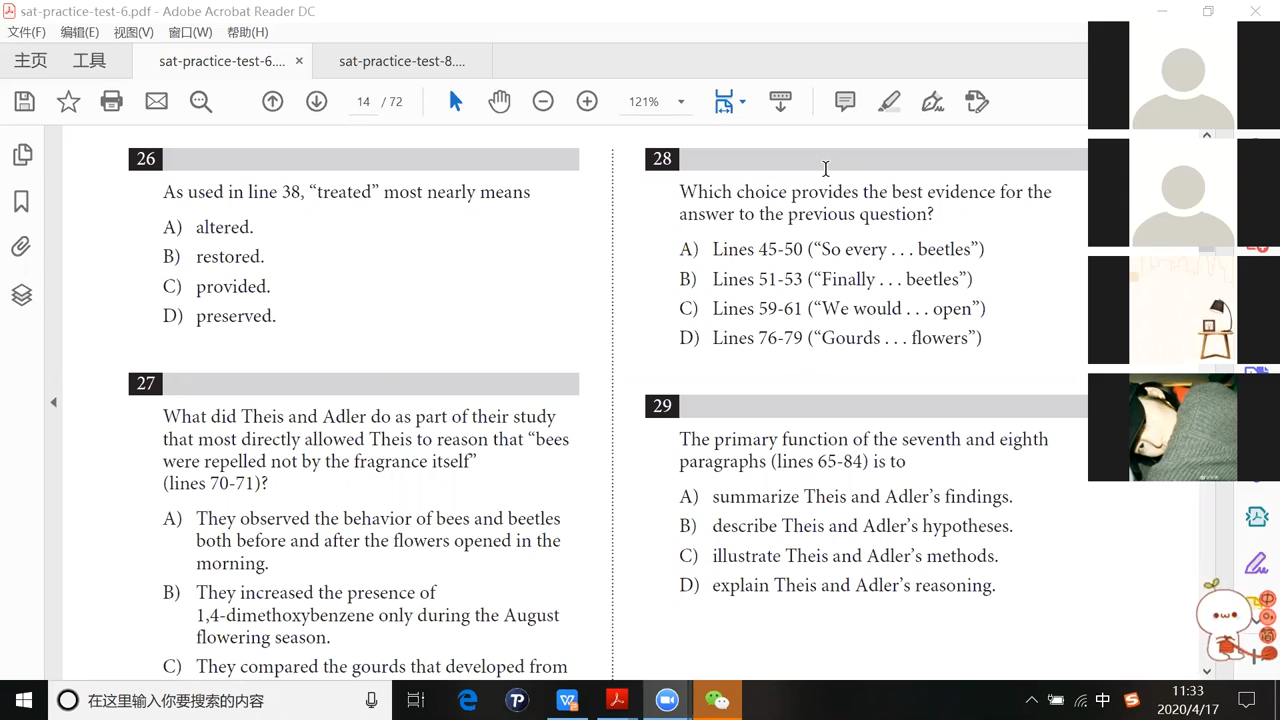 sat-practice-test-6.pdf - Adobe Acrobat Reader DC
文件(F) 编辑(E) 视图(V) 窗口(W) 帮助(H)
主页 工具 sat-practice-test-6.... × sat-practice-test-8....
14 / 72 121%
26
As used in line 38, “treated” most nearly means
A) altered.
B) restored.
C) provided.
D) preserved.
27
What did Theis and Adler do as part of their study
that most directly allowed Theis to reason that “bees
were repelled not by the fragrance itself”
(lines 70-71)?
A) They observed the behavior of bees and beetles
both before and after the flowers opened in the
morning.
B) They increased the presence of
1,4-dimethoxybenzene only during the August
flowering season.
C) They compared the gourds that developed from
28
Which choice provides the best evidence for the
answer to the previous question?
A) Lines 45-50 (“So every . . . beetles”)
B) Lines 51-53 (“Finally . . . beetles”)
C) Lines 59-61 (“We would . . . open”)
D) Lines 76-79 (“Gourds . . . flowers”)
29
The primary function of the seventh and eighth
paragraphs (lines 65-84) is to
A) summarize Theis and Adler’s findings.
B) describe Theis and Adler’s hypotheses.
C) illustrate Theis and Adler’s methods.
D) explain Theis and Adler’s reasoning.
在这里输入你要搜索的内容
中
11:33
2020/4/17